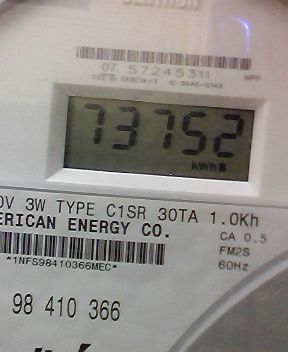 07 57245311
73752
kWh
0V 3W TYPE C1SR 30TA 1.0Kh
ERICAN ENERGY CO.
CA 0.5
FM2S
*1NFS98410366MEC*
60Hz
98 410 366